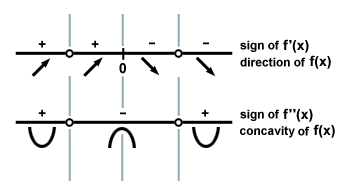 + + − − sign of f'(x)
0 direction of f(x)
+ − + sign of f''(x)
concavity of f(x)